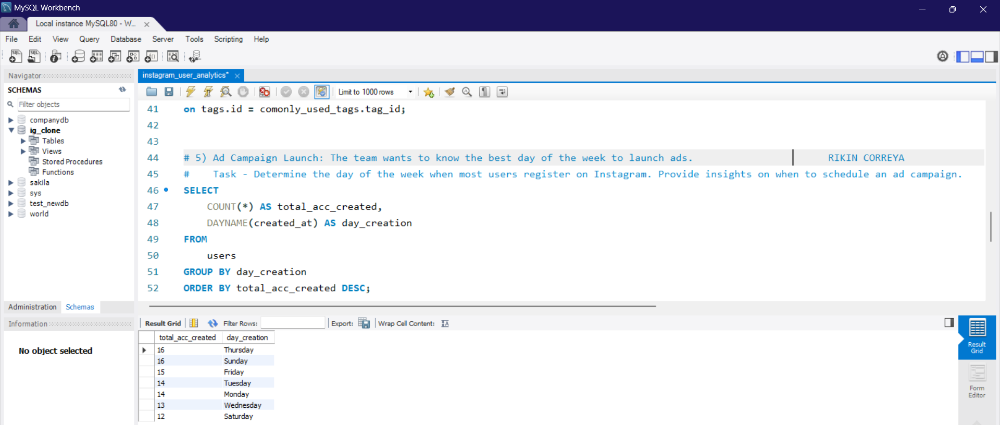 MySQL Workbench
Local instance MySQL80 - W...
File Edit View Query Database Server Tools Scripting Help
Navigator
instagram_user_analytics*
SCHEMAS
Limit to 1000 rows
Filter objects
companydb
ig_clone
Tables
Views
Stored Procedures
Functions
sakila
sys
test_newdb
world
41 on tags.id = comonly_used_tags.tag_id;
42
43
44 # 5) Ad Campaign Launch: The team wants to know the best day of the week to launch ads. RIKIN CORREYA
45 # Task - Determine the day of the week when most users register on Instagram. Provide insights on when to schedule an ad campaign.
46 SELECT
47 COUNT(*) AS total_acc_created,
48 DAYNAME(created_at) AS day_creation
49 FROM
50 users
51 GROUP BY day_creation
52 ORDER BY total_acc_created DESC;
Administration Schemas
Information
No object selected
Result Grid Filter Rows: Export: Wrap Cell Content:
total_acc_created day_creation
16 Thursday
16 Sunday
15 Friday
14 Tuesday
14 Monday
13 Wednesday
12 Saturday
Result
Grid
Form
Editor